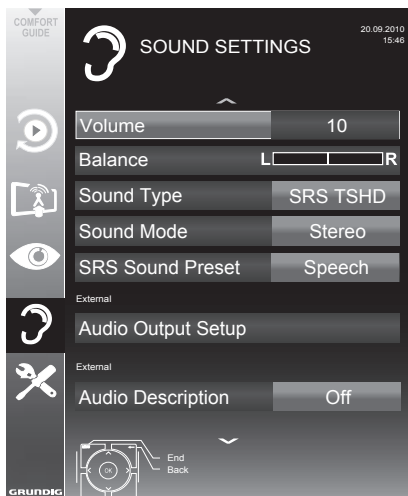 COMFORT
GUIDE
SOUND SETTINGS
20.09.2010
15:46
Volume 10
Balance L R
Sound Type SRS TSHD
Sound Mode Stereo
SRS Sound Preset Speech
External
Audio Output Setup
External
Audio Description Off
End
Back
OK
GRUNDIG